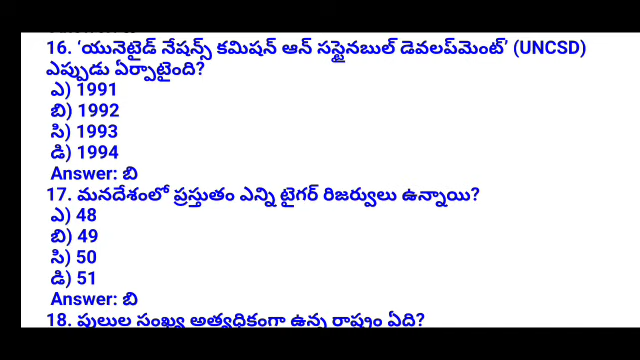 16. ‘యునెటైడ్ నేషన్స్ కమిషన్ ఆన్ సస్టైనబుల్ డెవలప్‌మెంట్’ (UNCSD)
ఎప్పుడు ఏర్పాటైంది?
ఎ) 1991
బి) 1992
సి) 1993
డి) 1994
Answer: బి
17. మనదేశంలో ప్రస్తుతం ఎన్ని టైగర్ రిజర్వులు ఉన్నాయి?
ఎ) 48
బి) 49
సి) 50
డి) 51
Answer: బి
18. పులుల సంఖ్య అత్యధికంగా ఉన్న రాష్ట్రం ఏది?